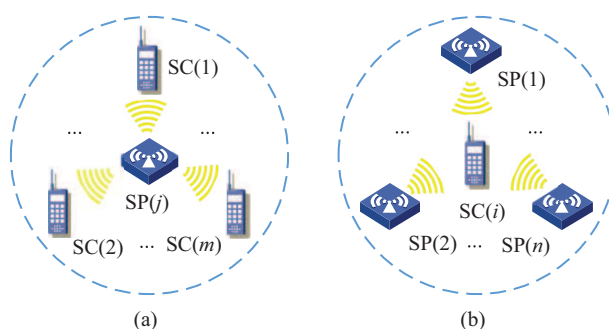 SC(1)
... ...
SP(j)
SC(2) ... SC(m)
(a)
SP(1)
... ...
SC(i)
SP(2) ... SP(n)
(b)